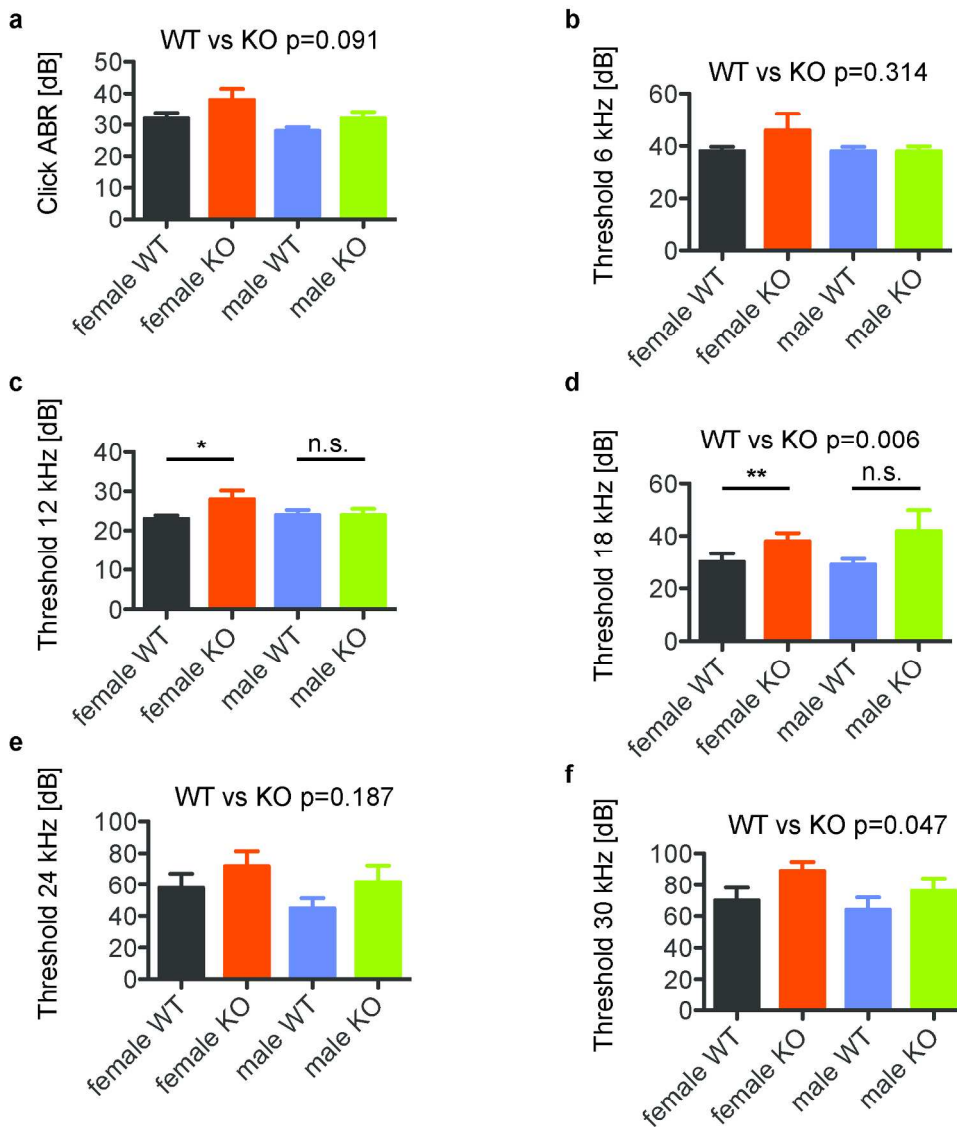 a
WT vs KO p=0.091
Click ABR [dB]
50
40
30
20
10
0
female WT
female KO
male WT
male KO
b
WT vs KO p=0.314
Threshold 6 kHz [dB]
60
40
20
0
female WT
female KO
male WT
male KO
c
Threshold 12 kHz [dB]
40
30
20
10
0
*
n.s.
female WT
female KO
male WT
male KO
d
WT vs KO p=0.006
Threshold 18 kHz [dB]
60
40
20
0
**
n.s.
female WT
female KO
male WT
male KO
e
WT vs KO p=0.187
Threshold 24 kHz [dB]
100
80
60
40
20
0
female WT
female KO
male WT
male KO
f
WT vs KO p=0.047
Threshold 30 kHz [dB]
100
80
60
40
20
0
female WT
female KO
male WT
male KO